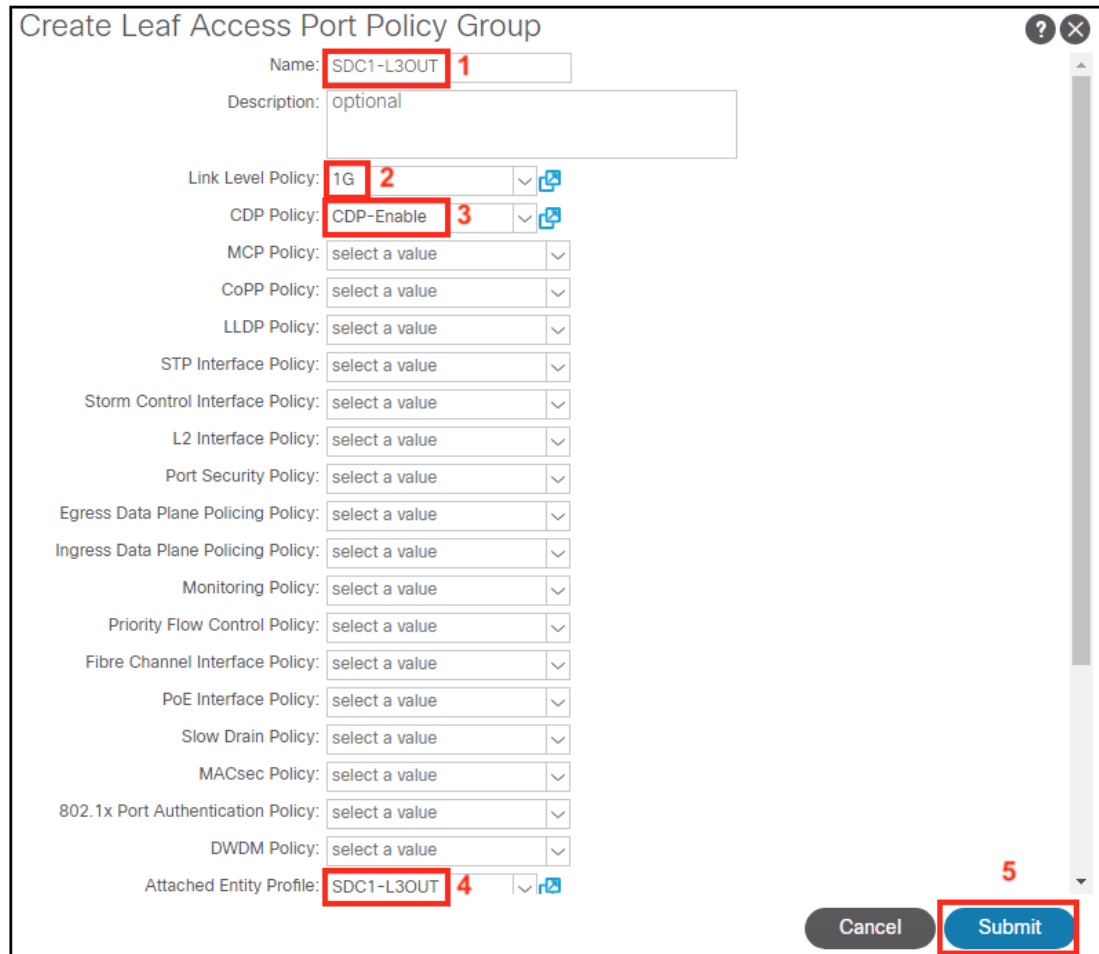 Create Leaf Access Port Policy Group ?
Name: SDC1-L3OUT 1
Description: optional
Link Level Policy: 1G 2
CDP Policy: CDP-Enable 3
MCP Policy: select a value
CoPP Policy: select a value
LLDP Policy: select a value
STP Interface Policy: select a value
Storm Control Interface Policy: select a value
L2 Interface Policy: select a value
Port Security Policy: select a value
Egress Data Plane Policing Policy: select a value
Ingress Data Plane Policing Policy: select a value
Monitoring Policy: select a value
Priority Flow Control Policy: select a value
Fibre Channel Interface Policy: select a value
PoE Interface Policy: select a value
Slow Drain Policy: select a value
MACsec Policy: select a value
802.1x Port Authentication Policy: select a value
DWDM Policy: select a value
Attached Entity Profile: SDC1-L3OUT 4
5
Cancel Submit